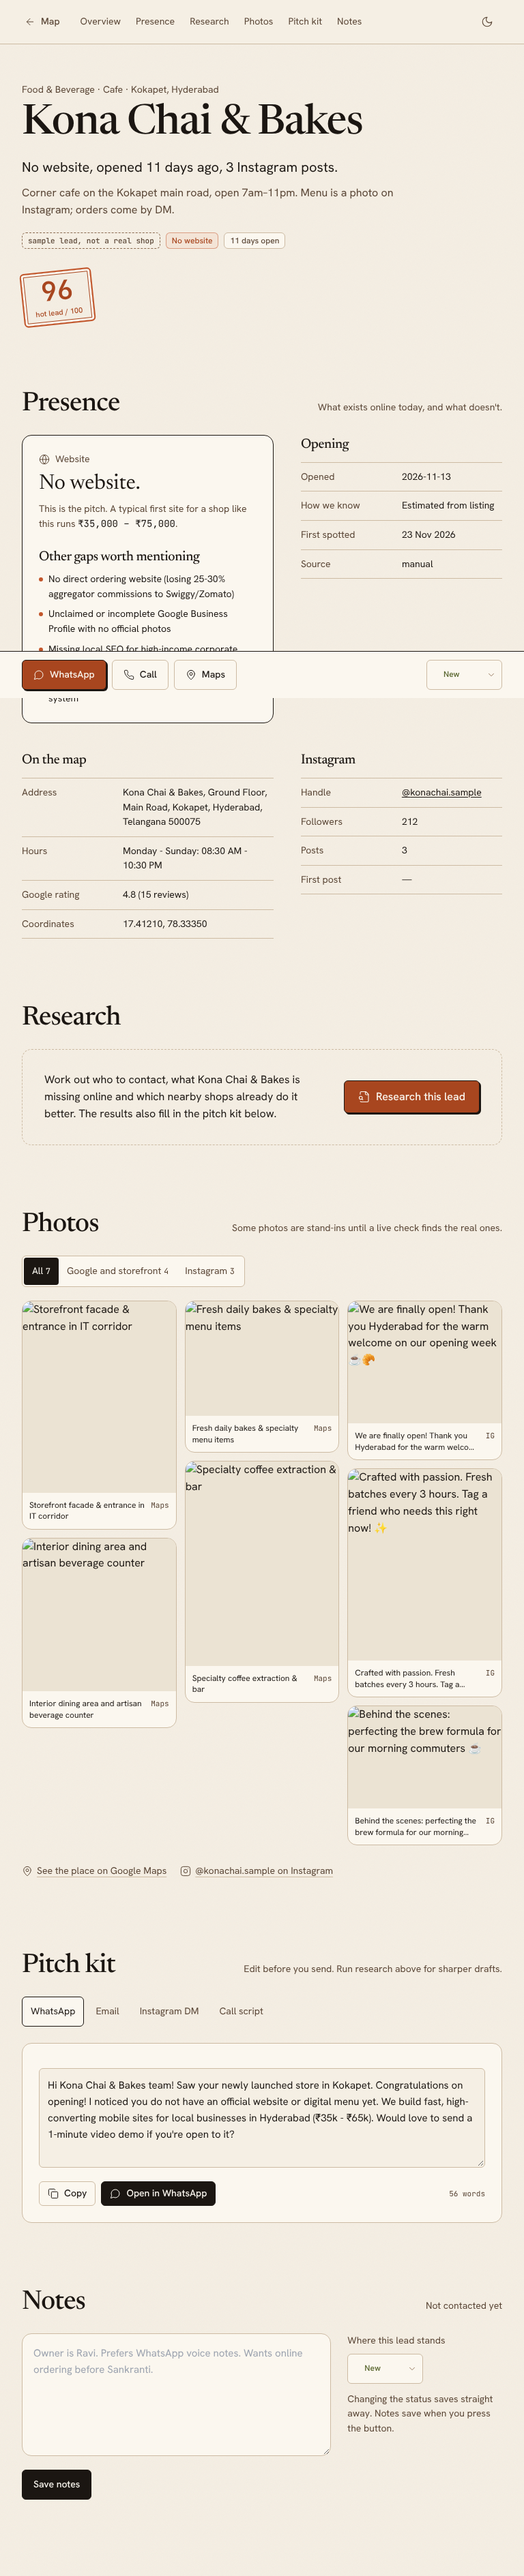 Map
Overview
Presence
Research
Photos
Pitch kit
Notes
Food & Beverage · Cafe · Kokapet, Hyderabad
Kona Chai & Bakes
No website, opened 11 days ago, 3 Instagram posts.
Corner cafe on the Kokapet main road, open 7am–11pm. Menu is a photo on
Instagram; orders come by DM.
sample lead, not a real shop
No website
11 days open
96
hot lead / 100
Presence
What exists online today, and what doesn't.
Website
No website.
This is the pitch. A typical first site for a shop like
this runs ₹35,000 – ₹75,000.
Other gaps worth mentioning
No direct ordering website (losing 25-30%
aggregator commissions to Swiggy/Zomato)
Unclaimed or incomplete Google Business
Profile with no official photos
Missing local SEO for high-income corporate
system
Opening
Opened
2026-11-13
How we know
Estimated from listing
First spotted
23 Nov 2026
Source
manual
WhatsApp
Call
Maps
New
On the map
Address
Kona Chai & Bakes, Ground Floor,
Main Road, Kokapet, Hyderabad,
Telangana 500075
Hours
Monday - Sunday: 08:30 AM -
10:30 PM
Google rating
4.8 (15 reviews)
Coordinates
17.41210, 78.33350
Instagram
Handle
@konachai.sample
Followers
212
Posts
3
First post
—
Research
Work out who to contact, what Kona Chai & Bakes is
missing online and which nearby shops already do it
better. The results also fill in the pitch kit below.
Research this lead
Photos
Some photos are stand-ins until a live check finds the real ones.
All 7
Google and storefront 4
Instagram 3
Storefront facade &
entrance in IT corridor
Storefront facade & entrance in
IT corridor
Maps
Interior dining area and
artisan beverage counter
Interior dining area and artisan
beverage counter
Maps
Fresh daily bakes & specialty
menu items
Fresh daily bakes & specialty
menu items
Maps
Specialty coffee extraction &
bar
Specialty coffee extraction &
bar
Maps
We are finally open! Thank
you Hyderabad for the warm
welcome on our opening week
☕🥐
We are finally open! Thank you
Hyderabad for the warm welco...
IG
Crafted with passion. Fresh
batches every 3 hours. Tag a
friend who needs this right
now! ✨
Crafted with passion. Fresh
batches every 3 hours. Tag a...
IG
Behind the scenes:
perfecting the brew formula for
our morning commuters ☕
Behind the scenes: perfecting the
brew formula for our morning...
IG
See the place on Google Maps
@konachai.sample on Instagram
Pitch kit
Edit before you send. Run research above for sharper drafts.
WhatsApp
Email
Instagram DM
Call script
Hi Kona Chai & Bakes team! Saw your newly launched store in Kokapet. Congratulations on
opening! I noticed you do not have an official website or digital menu yet. We build fast, high-
converting mobile sites for local businesses in Hyderabad (₹35k - ₹65k). Would love to send a
1-minute video demo if you're open to it?
Copy
Open in WhatsApp
56 words
Notes
Not contacted yet
Owner is Ravi. Prefers WhatsApp voice notes. Wants online
ordering before Sankranti.
Where this lead stands
New
Changing the status saves straight
away. Notes save when you press
the button.
Save notes